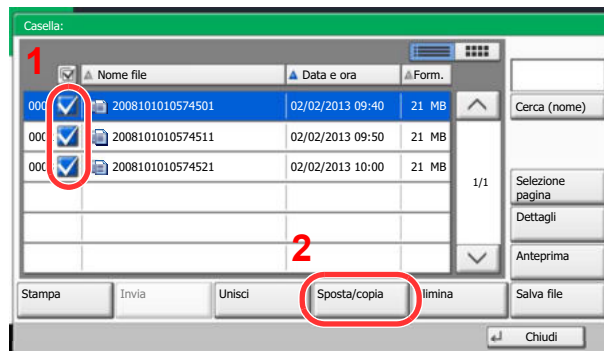 Casella:
1
Nome file Data e ora Form.
000 2008101010574501 02/02/2013 09:40 21 MB
Cerca (nome)
000 2008101010574511 02/02/2013 09:50 21 MB
000 2008101010574521 02/02/2013 10:00 21 MB
1/1
Selezione
pagina
Dettagli
2
Anteprima
Stampa Invia Unisci Sposta/copia Elimina Salva file
Chiudi